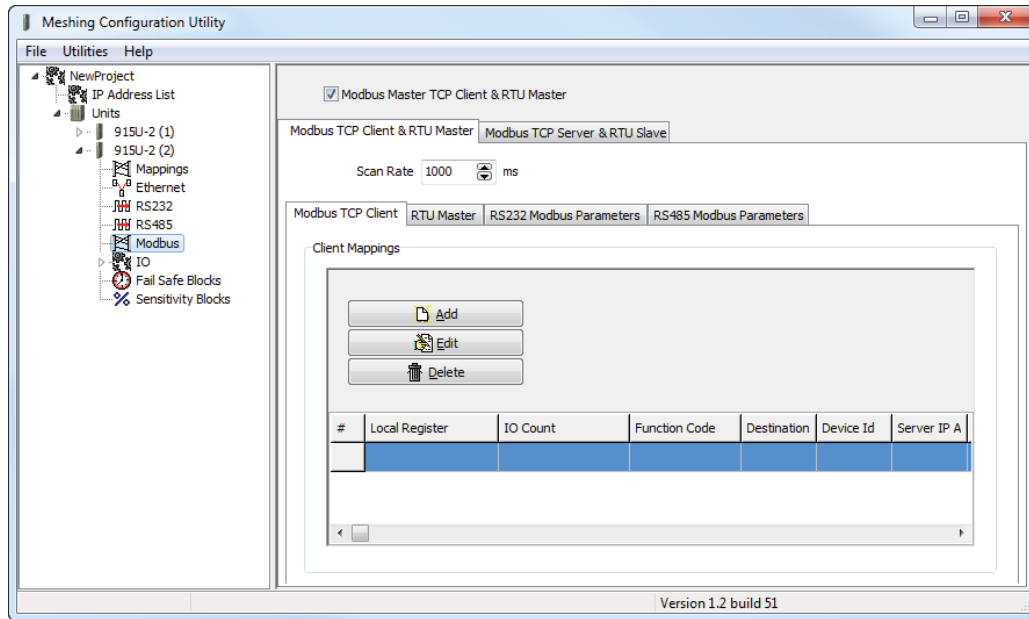 Meshing Configuration Utility
File Utilities Help
NewProject
IP Address List
Units
915U-2 (1)
915U-2 (2)
Mappings
Ethernet
RS232
RS485
Modbus
IO
Fail Safe Blocks
Sensitivity Blocks
Modbus Master TCP Client & RTU Master
Modbus TCP Client & RTU Master Modbus TCP Server & RTU Slave
Scan Rate 1000 ms
Modbus TCP Client RTU Master RS232 Modbus Parameters RS485 Modbus Parameters
Client Mappings
Add
Edit
Delete
# Local Register IO Count Function Code Destination Device Id Server IP A
Version 1.2 build 51